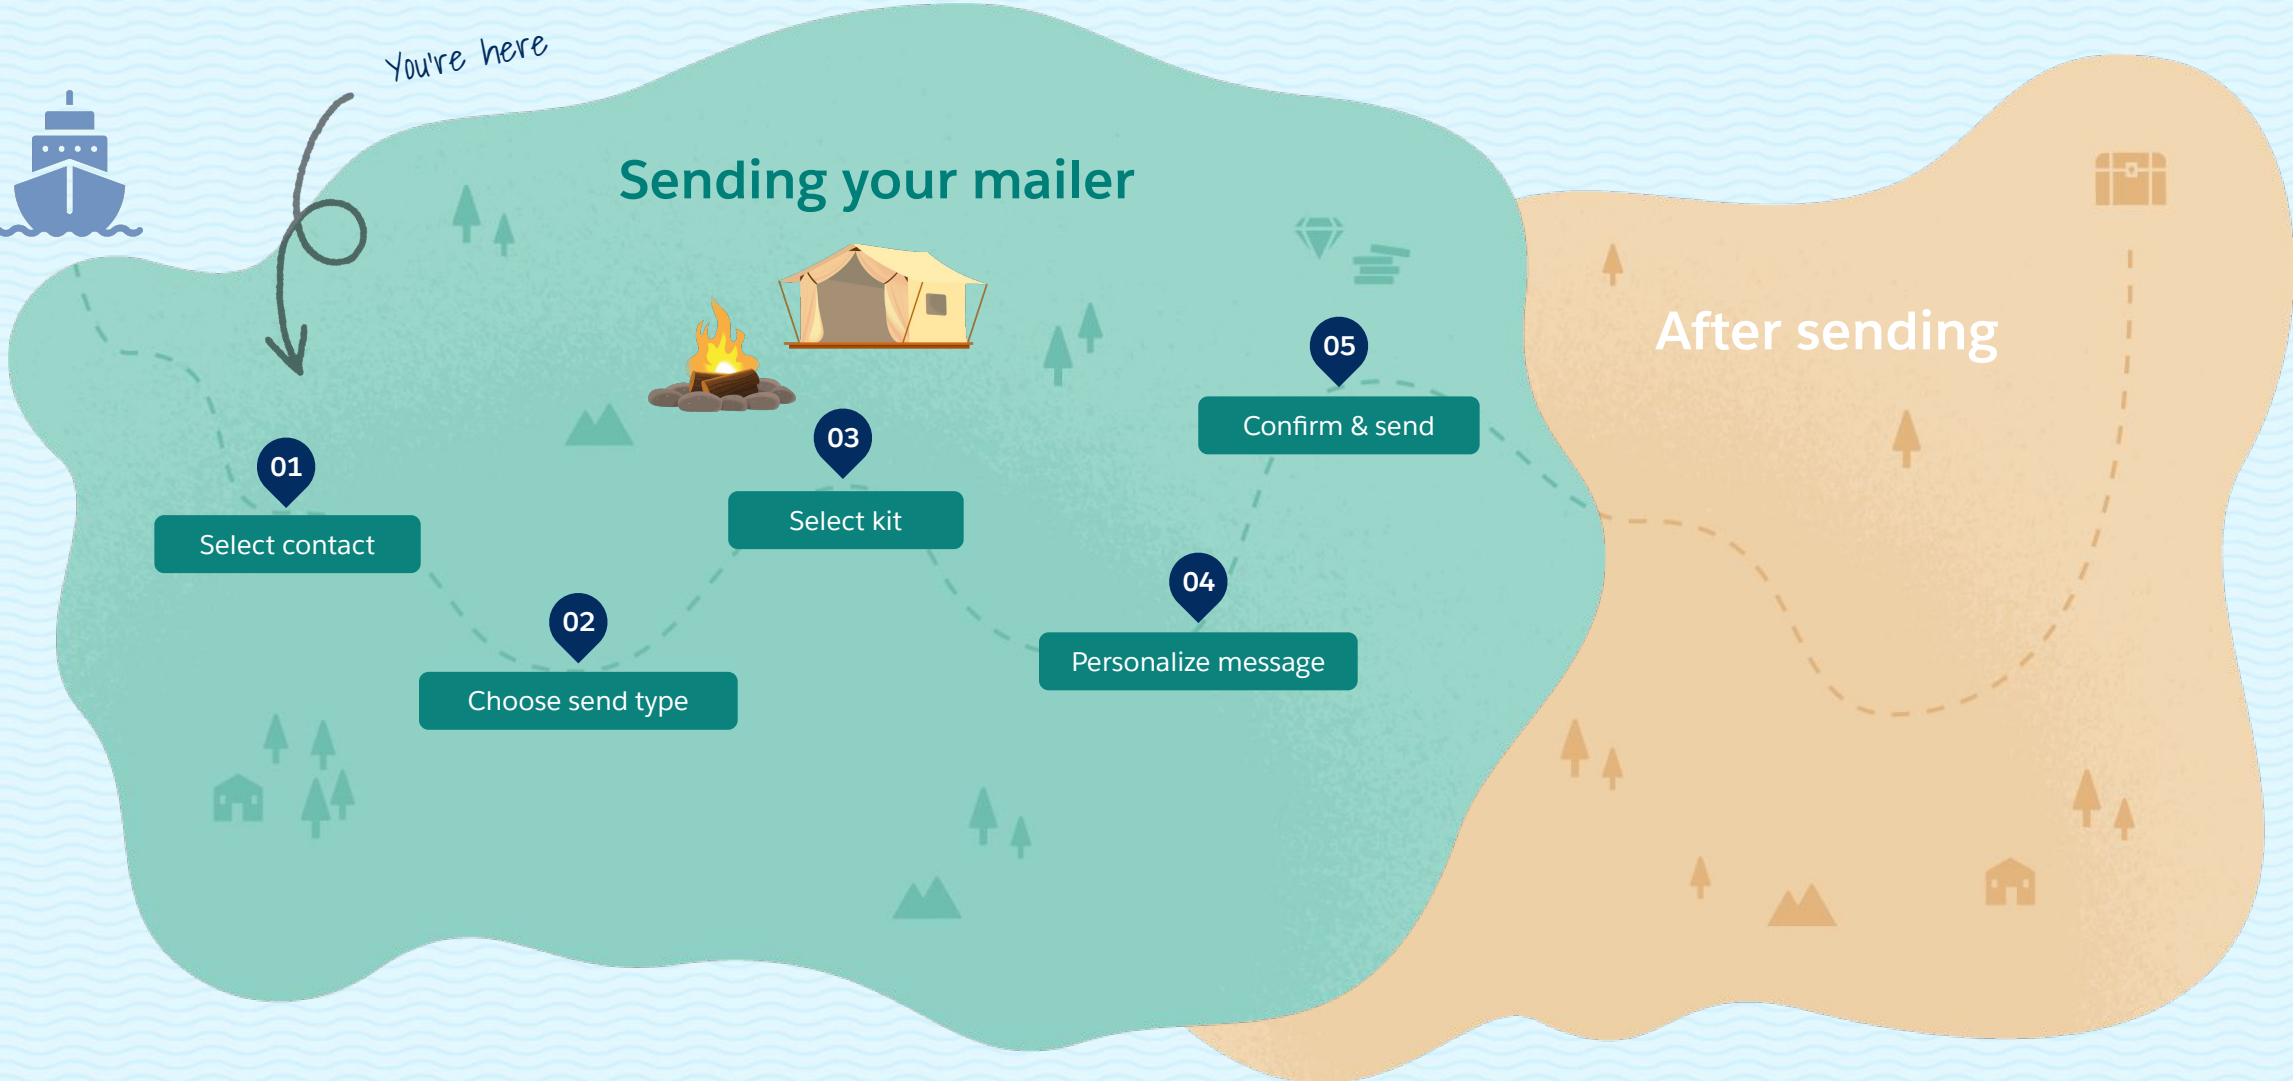 You're here
Sending your mailer
01
Select contact
02
Choose send type
03
Select kit
04
Personalize message
05
Confirm & send
After sending